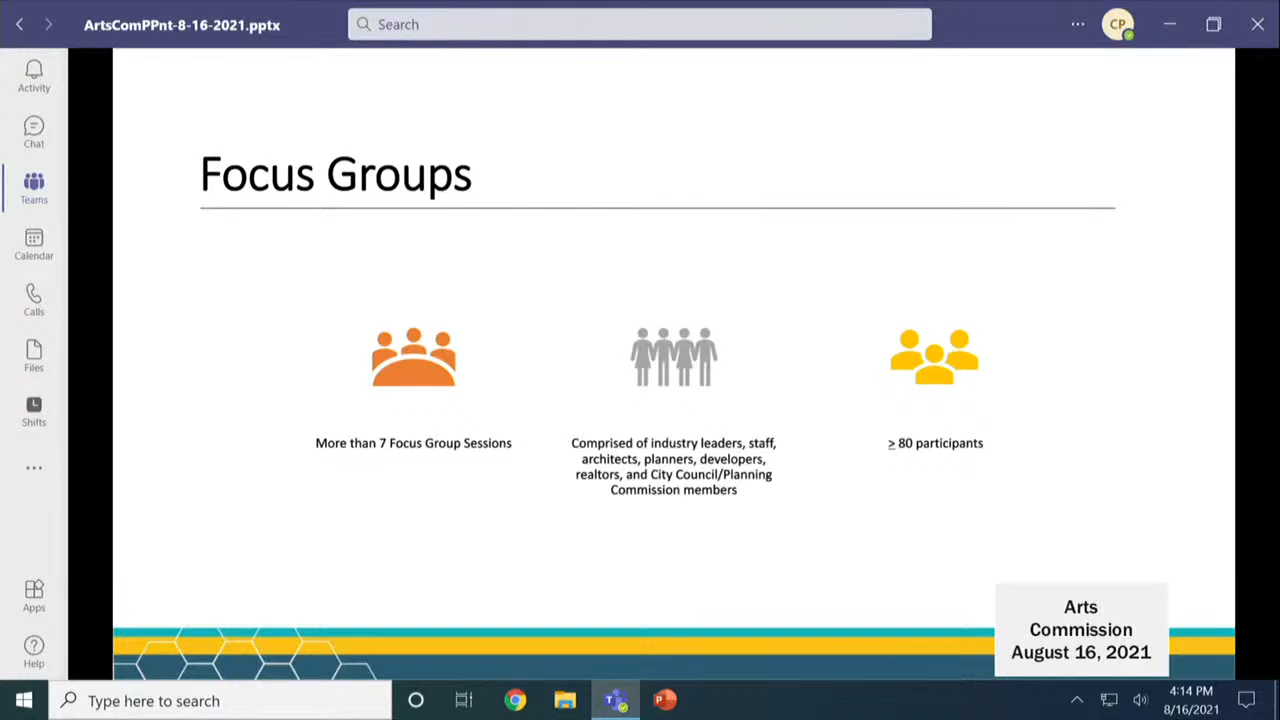 ArtsComPPnt-8-16-2021.pptx
Search
CP
Activity
Chat
Teams
Calendar
Calls
Files
Shifts
Apps
Help
Focus Groups
More than 7 Focus Group Sessions
Comprised of industry leaders, staff,
architects, planners, developers,
realtors, and City Council/Planning
Commission members
≥ 80 participants
Arts
Commission
August 16, 2021
Type here to search
4:14 PM
8/16/2021